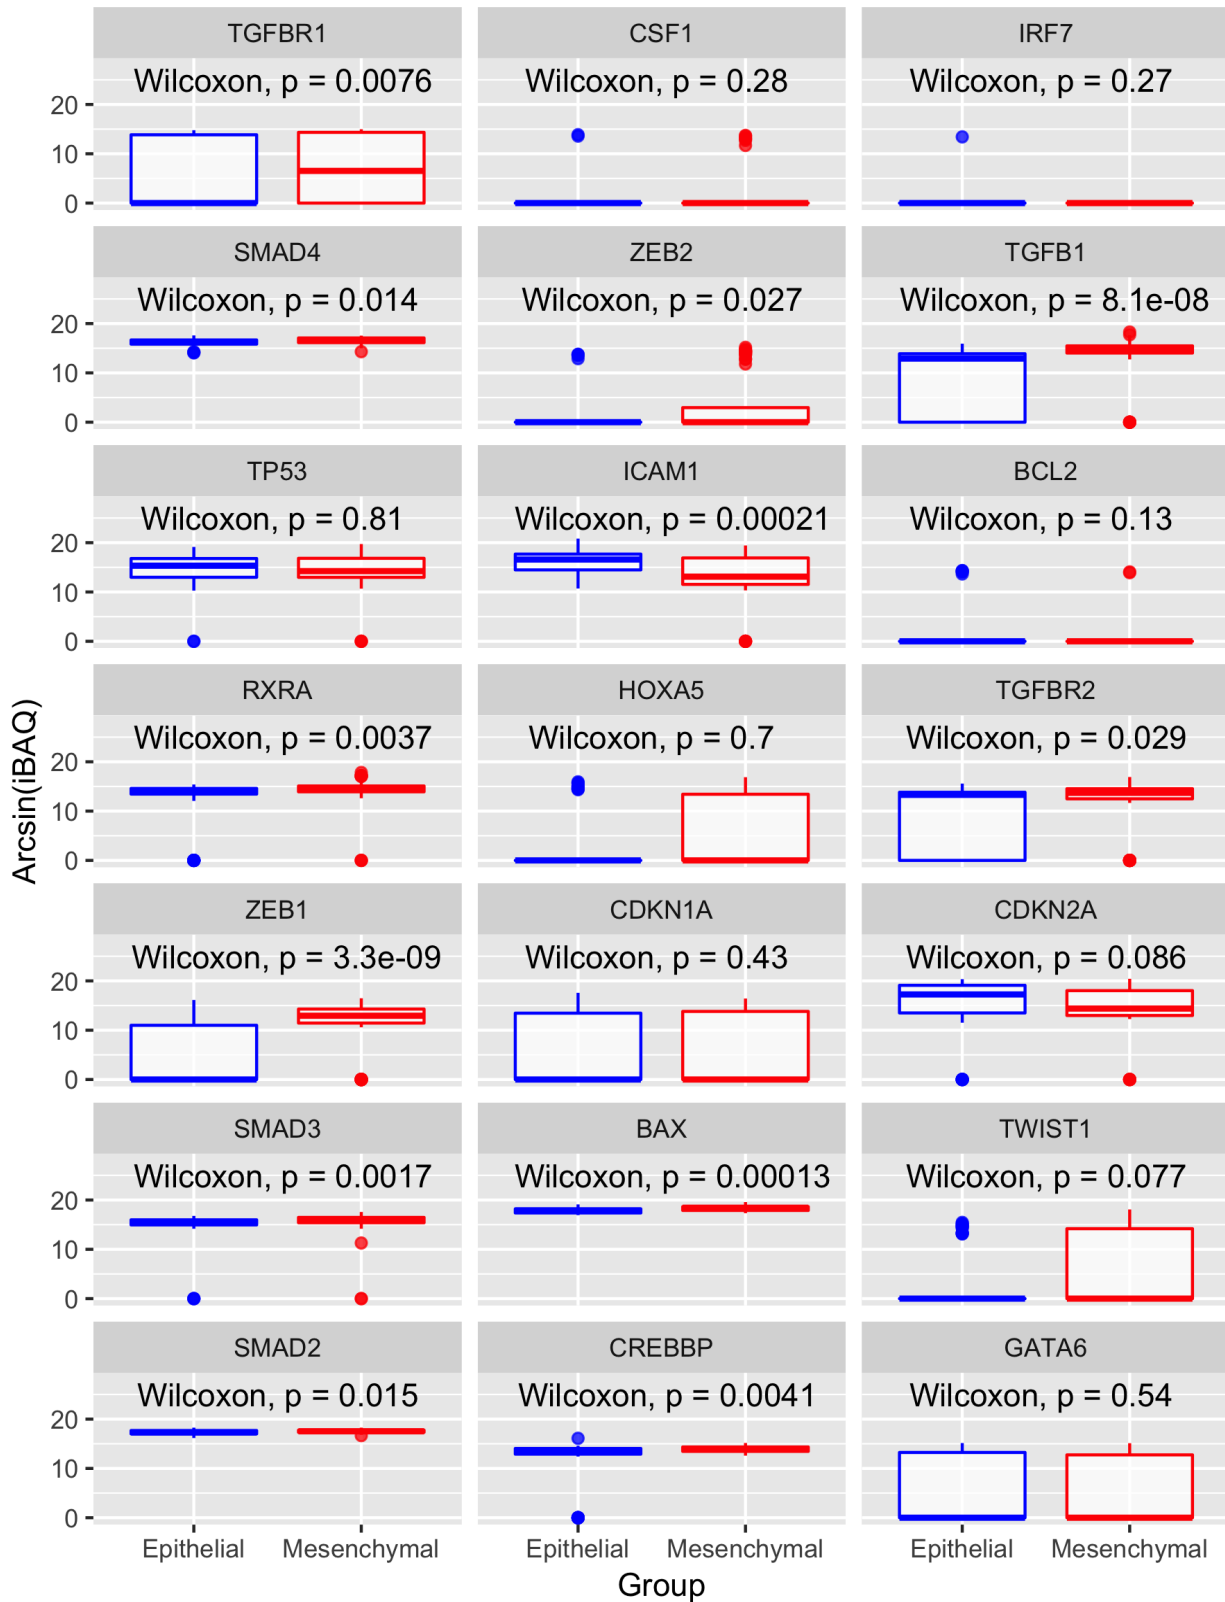 TGFBR1 CSF1 IRF7
Wilcoxon, p = 0.0076 Wilcoxon, p = 0.28 Wilcoxon, p = 0.27
20
10
0
SMAD4 ZEB2 TGFB1
Wilcoxon, p = 0.014 Wilcoxon, p = 0.027 Wilcoxon, p = 8.1e-08
20
10
0
TP53 ICAM1 BCL2
Wilcoxon, p = 0.81 Wilcoxon, p = 0.00021 Wilcoxon, p = 0.13
20
10
0
RXRA HOXA5 TGFBR2
Wilcoxon, p = 0.0037 Wilcoxon, p = 0.7 Wilcoxon, p = 0.029
20
10
0
Arcsin(iBAQ)
ZEB1 CDKN1A CDKN2A
Wilcoxon, p = 3.3e-09 Wilcoxon, p = 0.43 Wilcoxon, p = 0.086
20
10
0
SMAD3 BAX TWIST1
Wilcoxon, p = 0.0017 Wilcoxon, p = 0.00013 Wilcoxon, p = 0.077
20
10
0
SMAD2 CREBBP GATA6
Wilcoxon, p = 0.015 Wilcoxon, p = 0.0041 Wilcoxon, p = 0.54
20
10
0
Epithelial Mesenchymal Epithelial Mesenchymal Epithelial Mesenchymal
Group